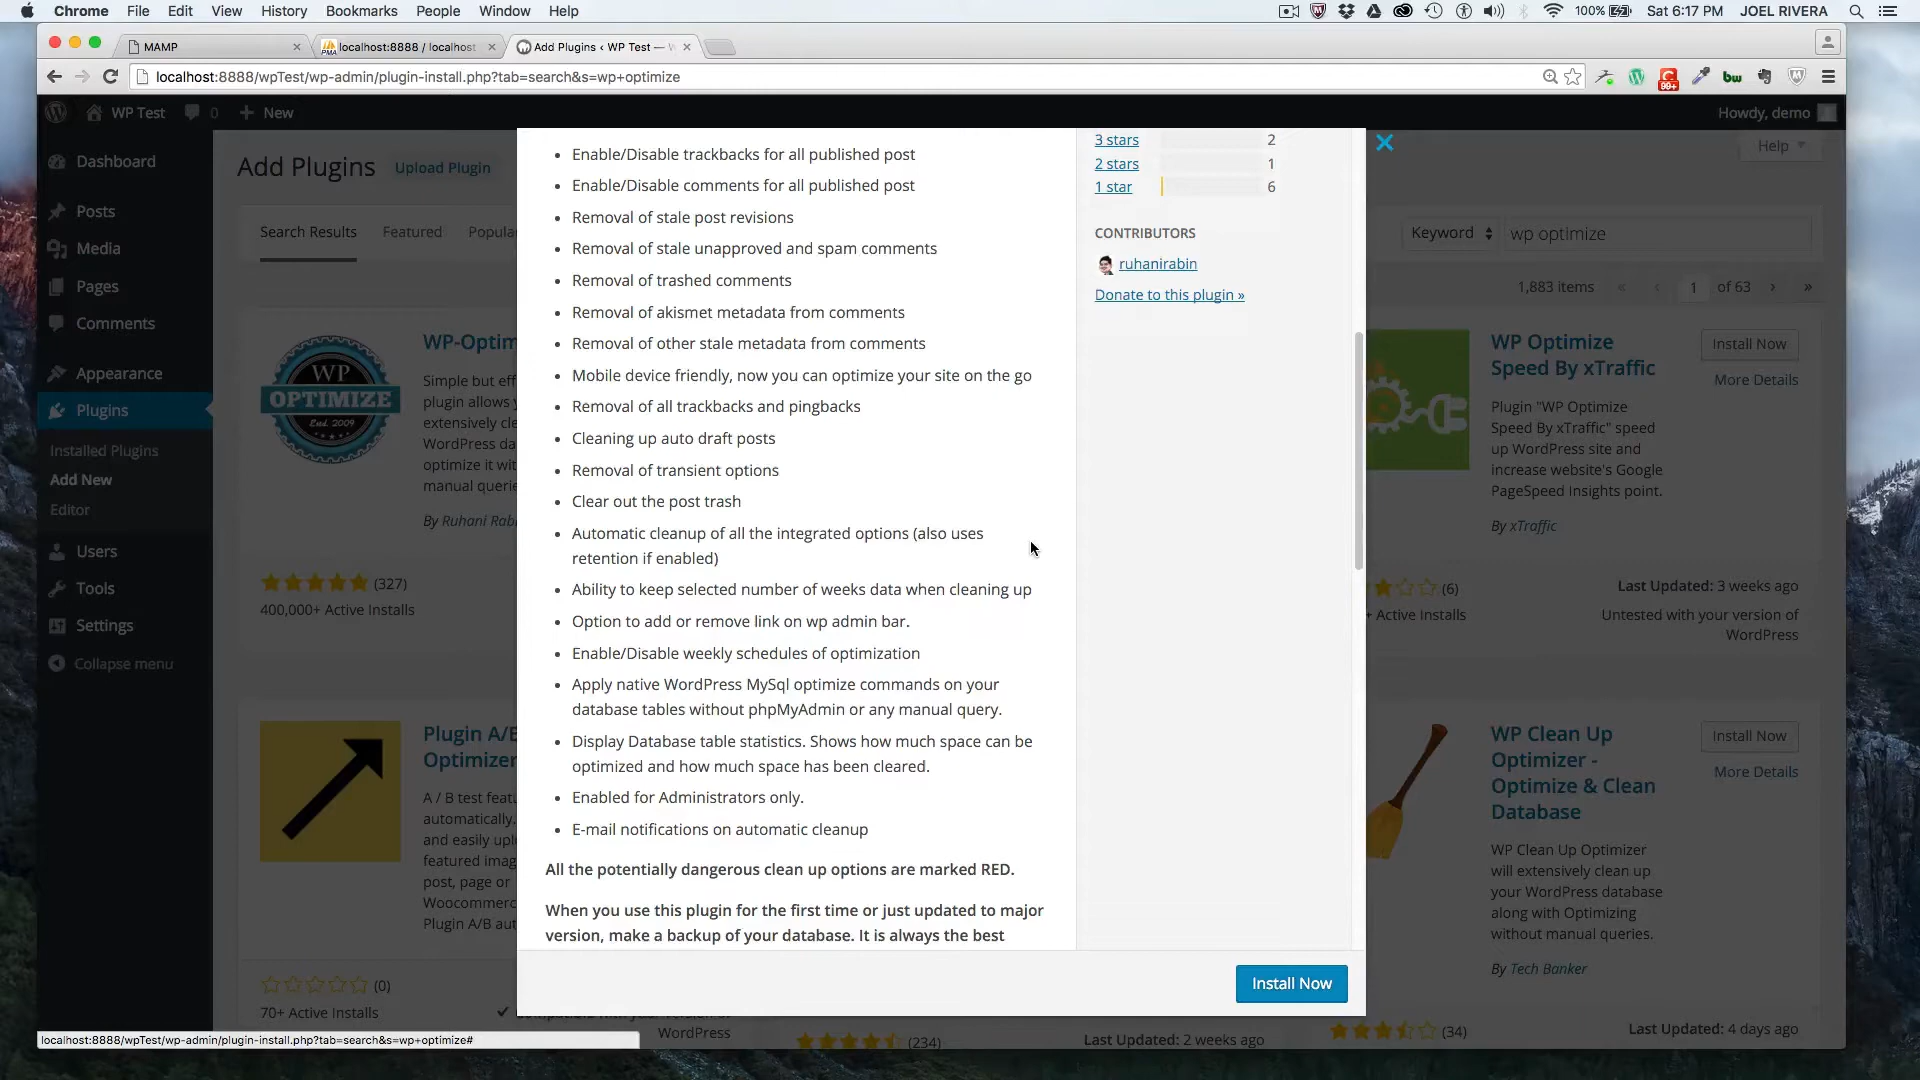 Chrome File Edit View History Bookmarks People Window Help 100% Sat 6:17 PM JOEL RIVERA
MAMP localhost:8888 / localhost Add Plugins ‹ WP Test —
localhost:8888/wpTest/wp-admin/plugin-install.php?tab=search&s=wp+optimize
99+ bw
WP Test 0 New Howdy, demo
Dashboard
Posts
Media
Pages
Comments
Appearance
Plugins
Installed Plugins
Add New
Editor
Users
Tools
Settings
Collapse menu
Add Plugins Upload Plugin Help
Search Results Featured Popula Keyword wp optimize
1,883 items « ‹ 1 of 63 › »
WP OPTIMIZE
Estd. 2009
WP-Optim
Simple but eff
plugin allows y
extensively cle
WordPress da
optimize it wit
manual querie
By Ruhani Rabi
(327)
400,000+ Active Installs
Plugin A/B
Optimizer
A / B test featu
automatically.
and easily uplo
featured imag
post, page or
Woocommerc
Plugin A/B aut
(0)
70+ Active Installs
WordPress
Enable/Disable trackbacks for all published post
Enable/Disable comments for all published post
Removal of stale post revisions
Removal of stale unapproved and spam comments
Removal of trashed comments
Removal of akismet metadata from comments
Removal of other stale metadata from comments
Mobile device friendly, now you can optimize your site on the go
Removal of all trackbacks and pingbacks
Cleaning up auto draft posts
Removal of transient options
Clear out the post trash
Automatic cleanup of all the integrated options (also uses
retention if enabled)
Ability to keep selected number of weeks data when cleaning up
Option to add or remove link on wp admin bar.
Enable/Disable weekly schedules of optimization
Apply native WordPress MySql optimize commands on your
database tables without phpMyAdmin or any manual query.
Display Database table statistics. Shows how much space can be
optimized and how much space has been cleared.
Enabled for Administrators only.
E-mail notifications on automatic cleanup
All the potentially dangerous clean up options are marked RED.
When you use this plugin for the first time or just updated to major
version, make a backup of your database. It is always the best
3 stars 2
2 stars 1
1 star 6
CONTRIBUTORS
ruhanirabin
Donate to this plugin »
Install Now
WP Optimize
Speed By xTraffic
Install Now
More Details
Plugin "WP Optimize
Speed By xTraffic" speed
up WordPress site and
increase website's Google
PageSpeed Insights point.
By xTraffic
(6) Last Updated: 3 weeks ago
+ Active Installs Untested with your version of
WordPress
WP Clean Up
Optimizer -
Optimize & Clean
Database
Install Now
More Details
WP Clean Up Optimizer
will extensively clean up
your WordPress database
along with Optimizing
without manual queries.
By Tech Banker
(234) Last Updated: 2 weeks ago
(34) Last Updated: 4 days ago
localhost:8888/wpTest/wp-admin/plugin-install.php?tab=search&s=wp+optimize#